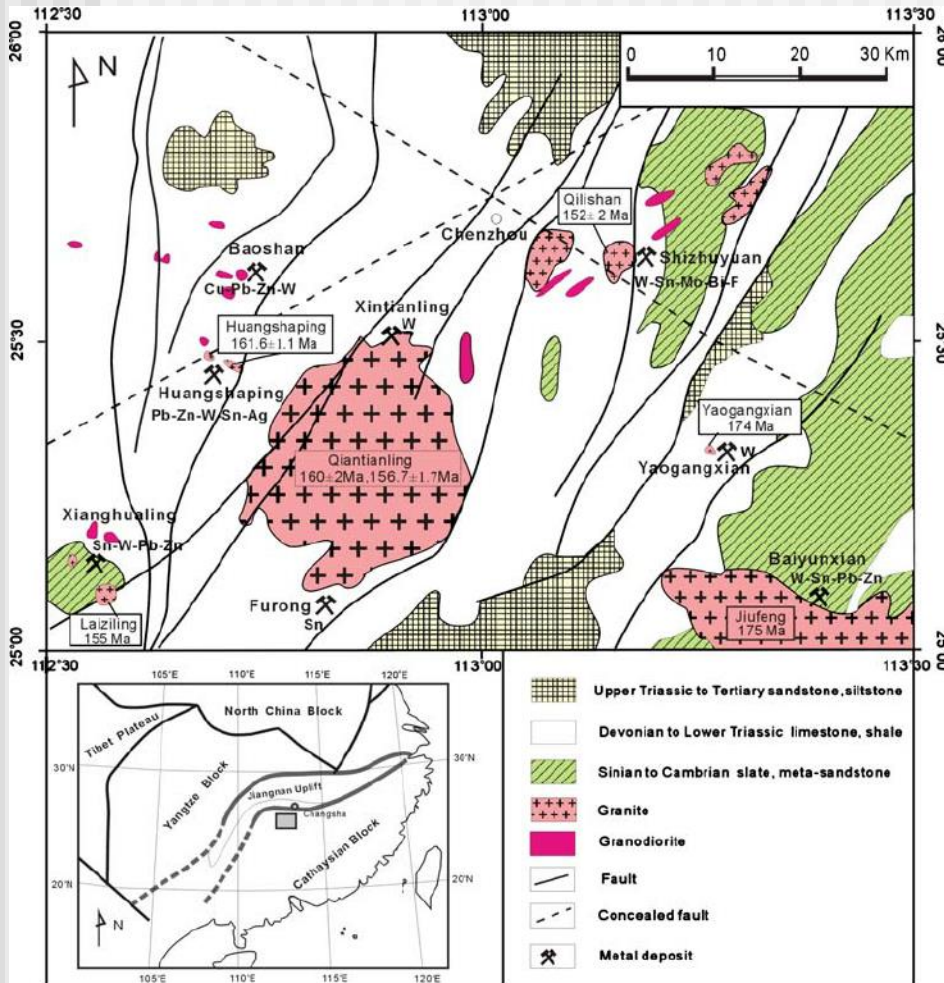 112°30
113°00
113°30
26°00
0 10 20 30 Km
N
Qilishan
152±2 Ma
Chenzhou
Shizhuyuan
W-Sn-Mo-Bi-F
Baoshan
Cu-Pb-Zn-W
Xintianling
W
Huangshaping
161.6±1.1 Ma
25°30
25°30
Huangshaping
Pb-Zn-W-Sn-Ag
Yaogangxian
174 Ma
W
Yaogangxian
Qiantianling
160±2Ma,156.7±1.7Ma
Xianghualing
Sn-W-Pb-Zn
Baiyunxian
W-Sn-Pb-Zn
Furong
Sn
Laiziling
155 Ma
Jiufeng
175 Ma
25°00
25°00
112°30
113°00
113°30
105°E 110°E 115°E 120°E
North China Block
Tibet Plateau
30°N
30°N
Yangtze Block
Jiangnan Uplift
Changsha
Cathaysian Block
20°N
20°N
N
105°E 110°E 115°E 120°E
Upper Triassic to Tertiary sandstone, siltstone
Devonian to Lower Triassic limestone, shale
Sinian to Cambrian slate, meta-sandstone
Granite
Granodiorite
Fault
Concealed fault
Metal deposit